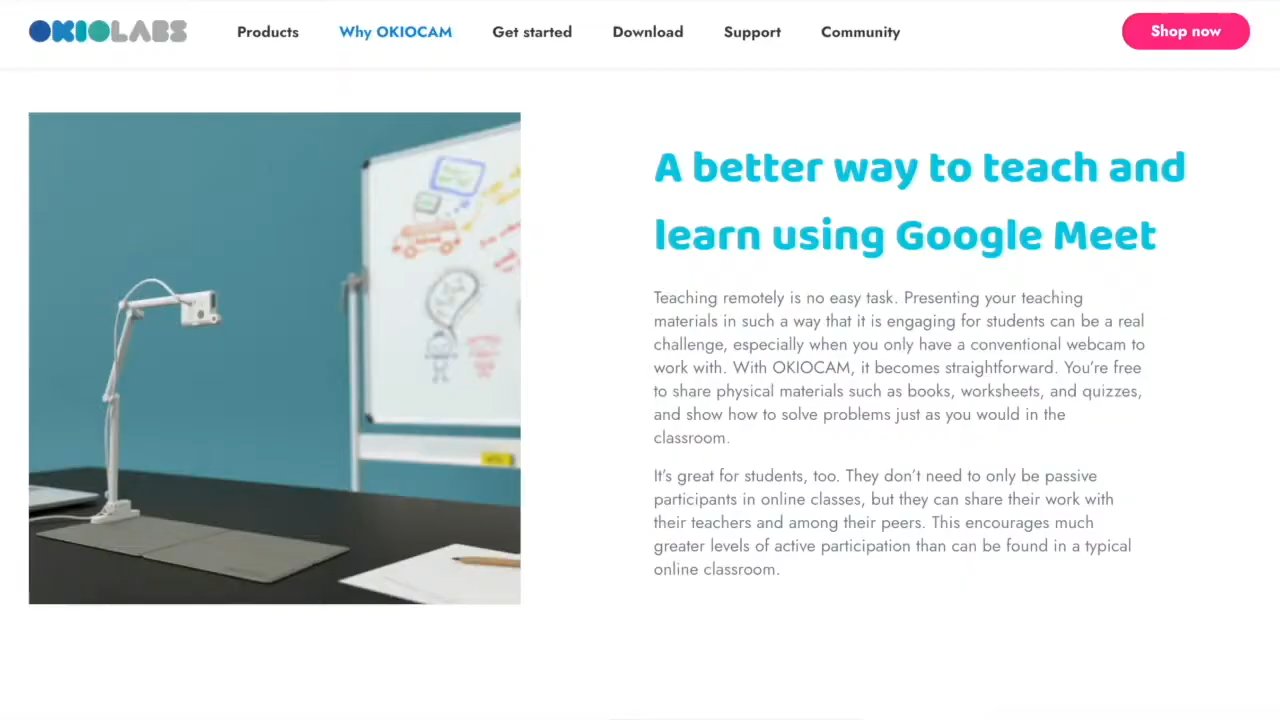 OKIOLABS
Products
Why OKIOCAM
Get started
Download
Support
Community
Shop now
A better way to teach and
learn using Google Meet
Teaching remotely is no easy task. Presenting your teaching
materials in such a way that it is engaging for students can be a real
challenge, especially when you only have a conventional webcam to
work with. With OKIOCAM, it becomes straightforward. You’re free
to share physical materials such as books, worksheets, and quizzes,
and show how to solve problems just as you would in the
classroom.
It’s great for students, too. They don’t need to only be passive
participants in online classes, but they can share their work with
their teachers and among their peers. This encourages much
greater levels of active participation than can be found in a typical
online classroom.